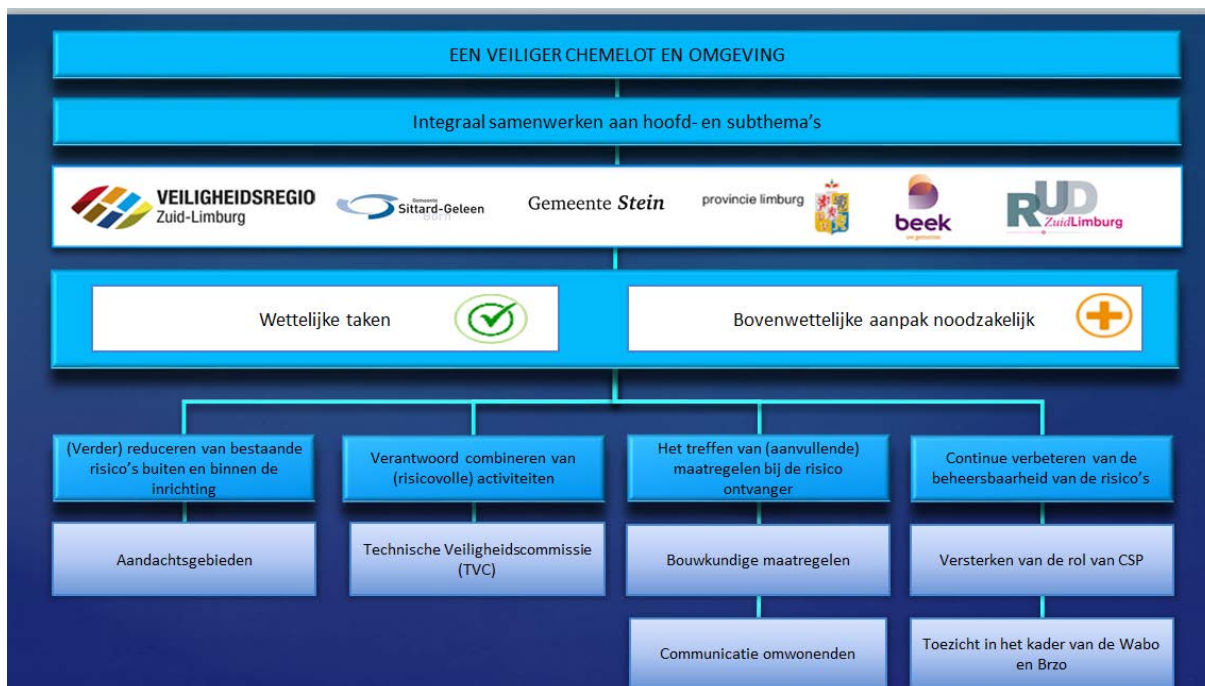 EEN VEILIGER CHEMELOT EN OMGEVING
Integraal samenwerken aan hoofd- en subthema's
VEILIGHEIDSREGIO
Zuid-Limburg
Gemeente
Sittard-Geleen
Born
Gemeente Stein
provincie limburg
beek
RUD
ZuidLimburg
Wettelijke taken
Bovenwettelijke aanpak noodzakelijk
(Verder) reduceren van bestaande
risico's buiten en binnen de
inrichting
Verantwoord combineren van
(risicovolle) activiteiten
Het treffen van (aanvullende)
maatregelen bij de risico
ontvanger
Continue verbeteren van de
beheersbaarheid van de risico's
Aandachtsgebieden
Technische Veiligheidscommissie
(TVC)
Bouwkundige maatregelen
Versterken van de rol van CSP
Communicatie omwonenden
Toezicht in het kader van de Wabo
en Brzo